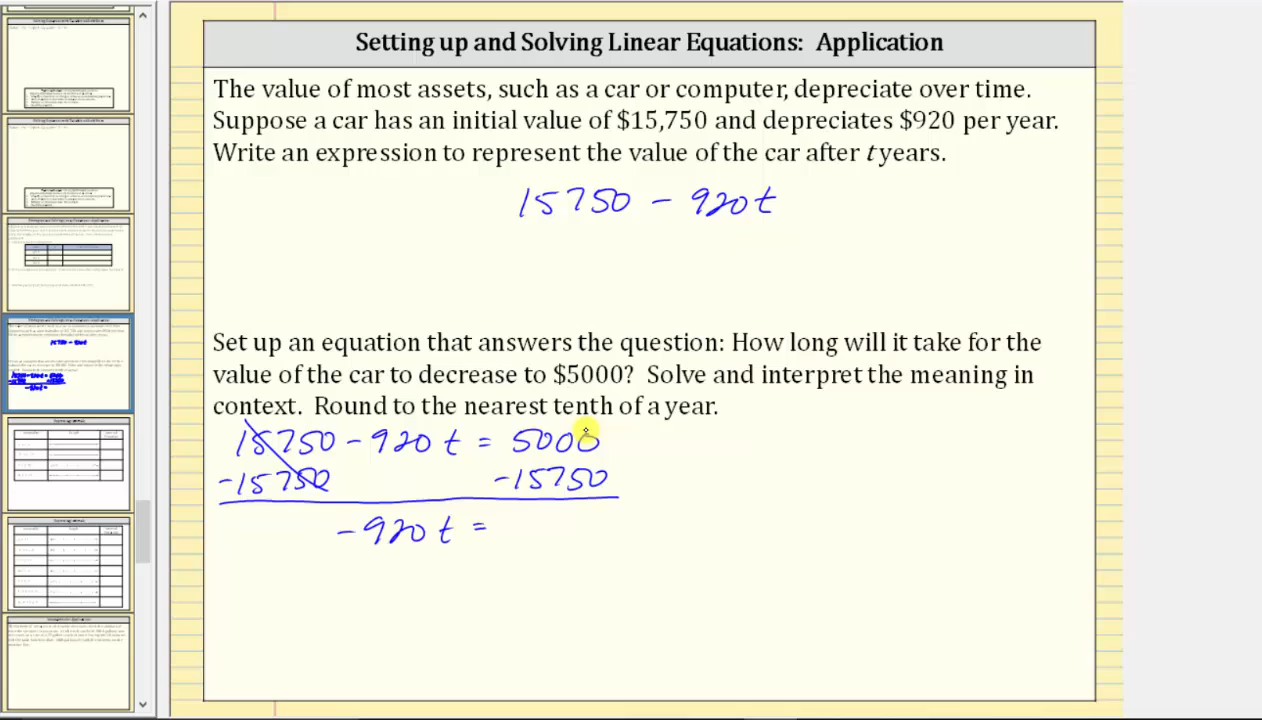 Setting up and Solving Linear Equations: Application
The value of most assets, such as a car or computer, depreciate over time.
Suppose a car has an initial value of $15,750 and depreciates $920 per year.
Write an expression to represent the value of the car after t years.
15750 - 920t
Set up an equation that answers the question: How long will it take for the
value of the car to decrease to $5000? Solve and interpret the meaning in
context. Round to the nearest tenth of a year.
15750 - 920 t = 5000
-15750 -15750
-920 t =